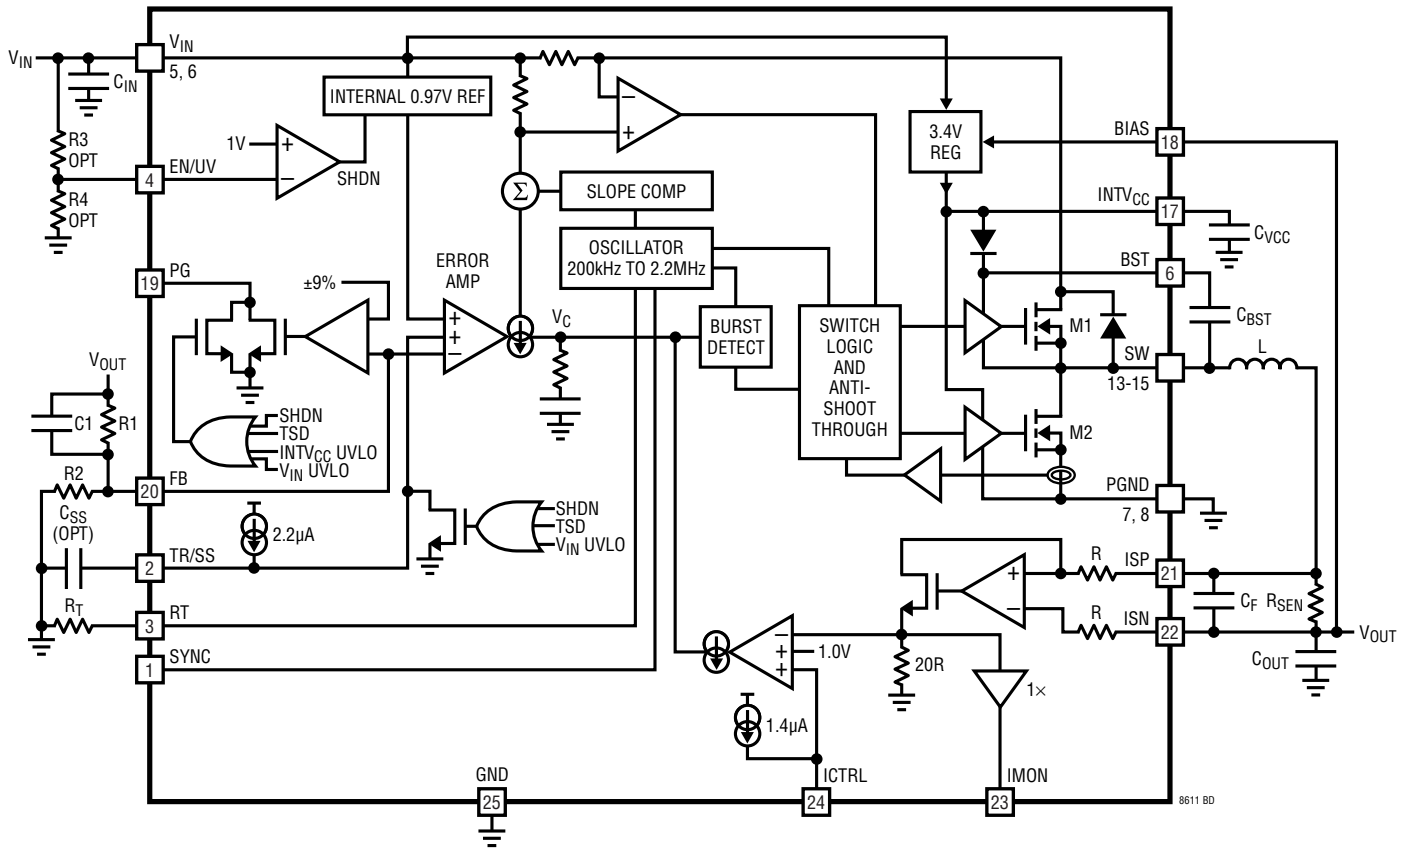 VIN
VIN
5, 6
CIN
INTERNAL 0.97V REF
−
+
R3
OPT
1V
+
−
SHDN
4
EN/UV
R4
OPT
3.4V
REG
BIAS
18
Σ
SLOPE COMP
INTVCC
17
CVCC
OSCILLATOR
200kHz TO 2.2MHz
BST
6
CBST
19
PG
±9%
ERROR
AMP
+
+
−
VC
BURST
DETECT
SWITCH
LOGIC
AND
ANTI-
SHOOT
THROUGH
M1
SW
13-15
L
M2
VOUT
C1
R1
SHDN
TSD
INTVCC UVLO
VIN UVLO
R2
20
FB
PGND
7, 8
CSS
(OPT)
2.2µA
SHDN
TSD
VIN UVLO
2
TR/SS
+
−
R
ISP
21
CF
RSEN
RT
3
RT
R
ISN
22
VOUT
COUT
1
SYNC
−
+
+
1.0V
20R
1×
1.4µA
GND
25
ICTRL
24
IMON
23
8611 BD